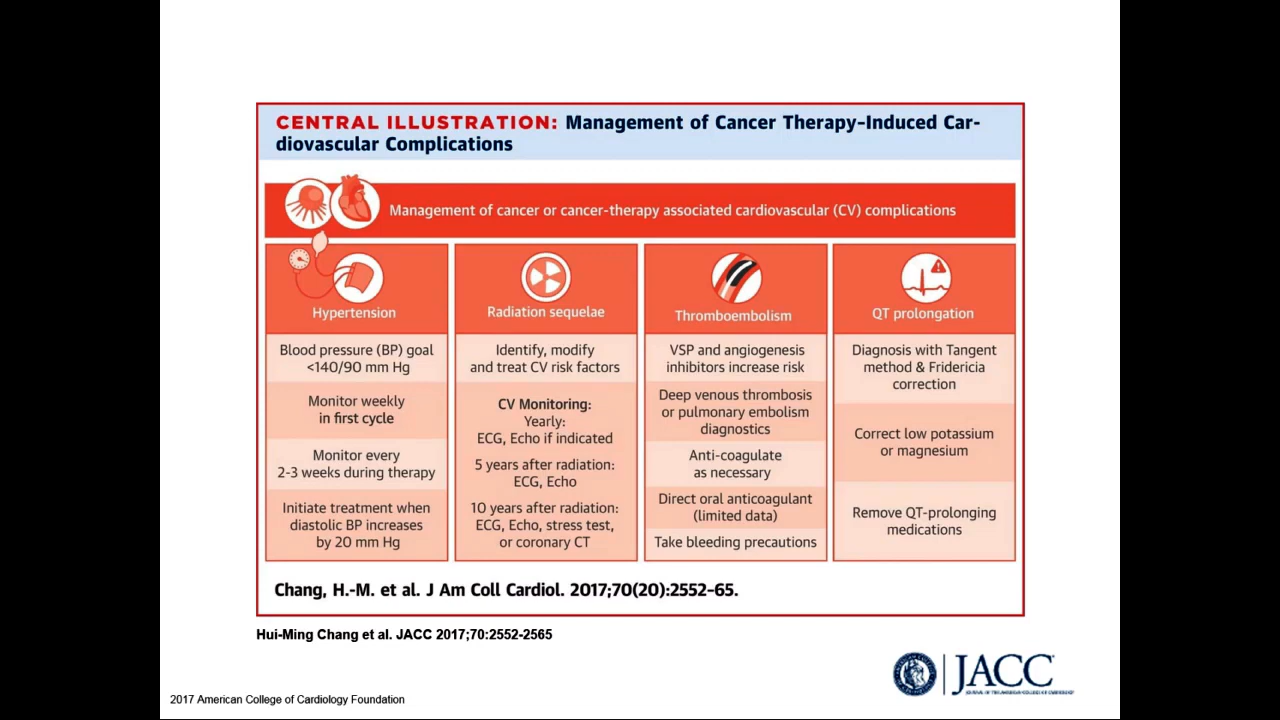 CENTRAL ILLUSTRATION: Management of Cancer Therapy-Induced Car-
diovascular Complications
Management of cancer or cancer-therapy associated cardiovascular (CV) complications
Hypertension
Blood pressure (BP) goal
<140/90 mm Hg
Monitor weekly
in first cycle
Monitor every
2-3 weeks during therapy
Initiate treatment when
diastolic BP increases
by 20 mm Hg
Radiation sequelae
Identify, modify
and treat CV risk factors
CV Monitoring:
Yearly:
ECG, Echo if indicated
5 years after radiation:
ECG, Echo
10 years after radiation:
ECG, Echo, stress test,
or coronary CT
Thromboembolism
VSP and angiogenesis
inhibitors increase risk
Deep venous thrombosis
or pulmonary embolism
diagnostics
Anti-coagulate
as necessary
Direct oral anticoagulant
(limited data)
Take bleeding precautions
QT prolongation
Diagnosis with Tangent
method & Fridericia
correction
Correct low potassium
or magnesium
Remove QT-prolonging
medications
Chang, H.-M. et al. J Am Coll Cardiol. 2017;70(20):2552–65.
Hui-Ming Chang et al. JACC 2017;70:2552-2565
JACC
JOURNAL OF THE AMERICAN COLLEGE OF CARDIOLOGY
2017 American College of Cardiology Foundation